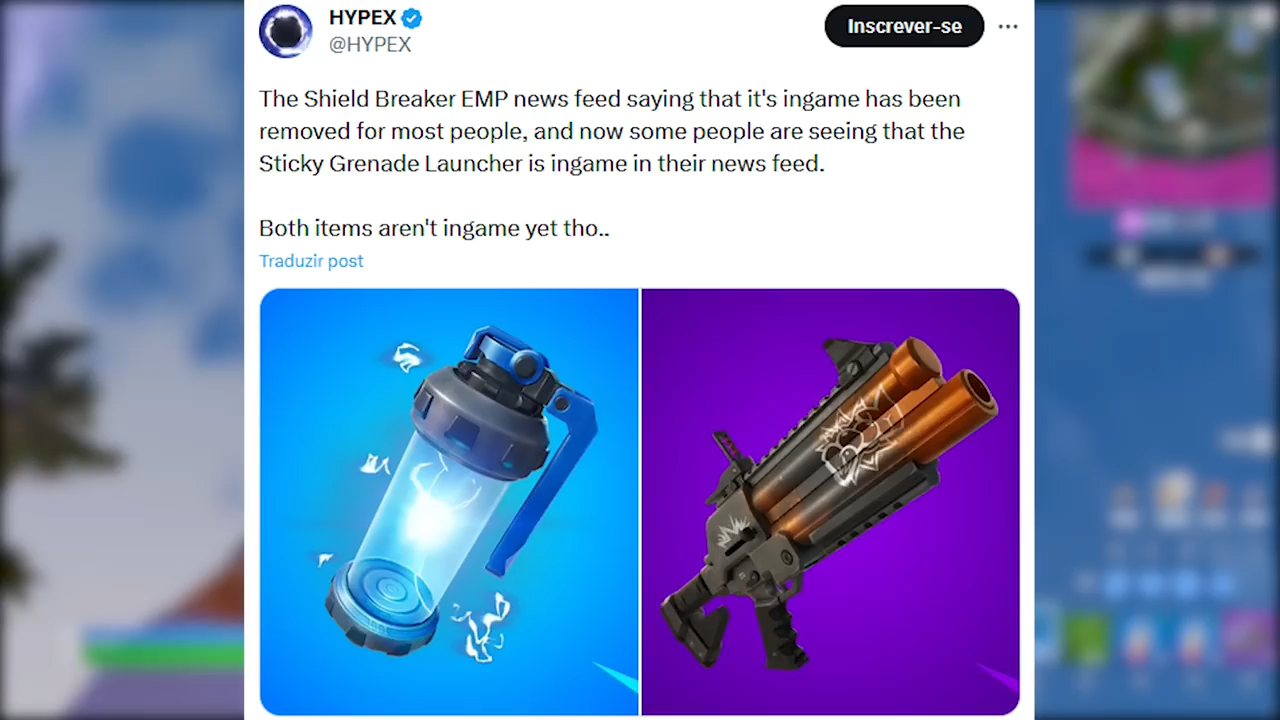 HYPEX
@HYPEX
Inscrever-se
The Shield Breaker EMP news feed saying that it's ingame has been
removed for most people, and now some people are seeing that the
Sticky Grenade Launcher is ingame in their news feed.
Both items aren't ingame yet tho..
Traduzir post